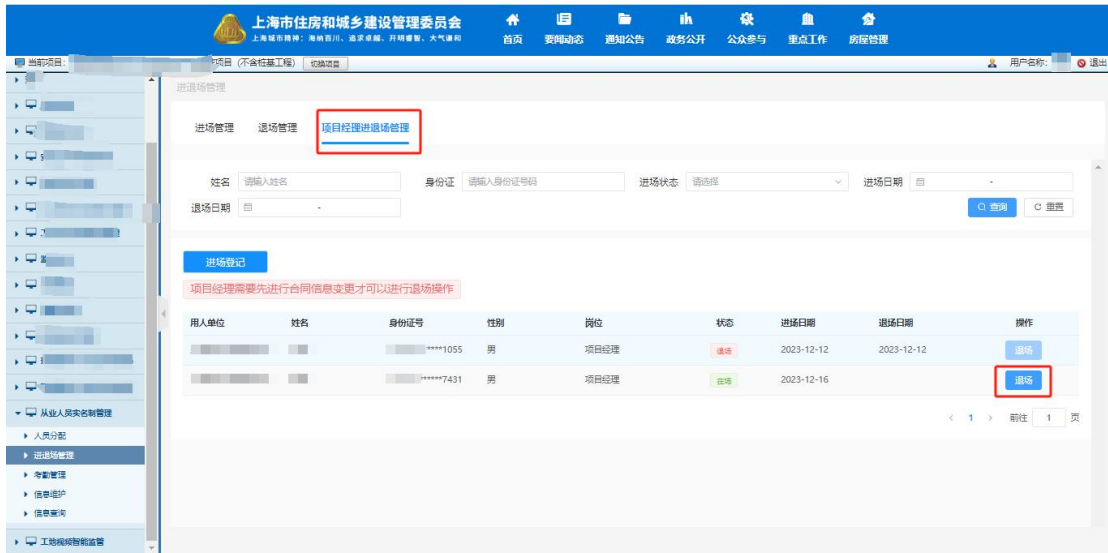 上海市住房和城乡建设管理委员会
上海城市精神：海纳百川、追求卓越、开明睿智、大气谦和
首页 要闻动态 通知公告 政务公开 公众参与 重点工作 房屋管理
当前项目： 项目（不含桩基工程） 切换项目 用户名称： 退出
进退场管理
进场管理 退场管理 项目经理进退场管理
姓名 请输入姓名 身份证 请输入身份证号码 进场状态 请选择 进场日期 -
退场日期 - 查询 重置
进场登记
项目经理需要先进行合同信息变更才可以进行退场操作
用人单位 姓名 身份证号 性别 岗位 状态 进场日期 退场日期 操作
****1055 男 项目经理 退场 2023-12-12 2023-12-12 退场
******7431 男 项目经理 在场 2023-12-16 退场
< 1 > 前往 1 页
从业人员实名制管理
人员分配
进退场管理
考勤管理
信息维护
信息查询
工地视频智能监管